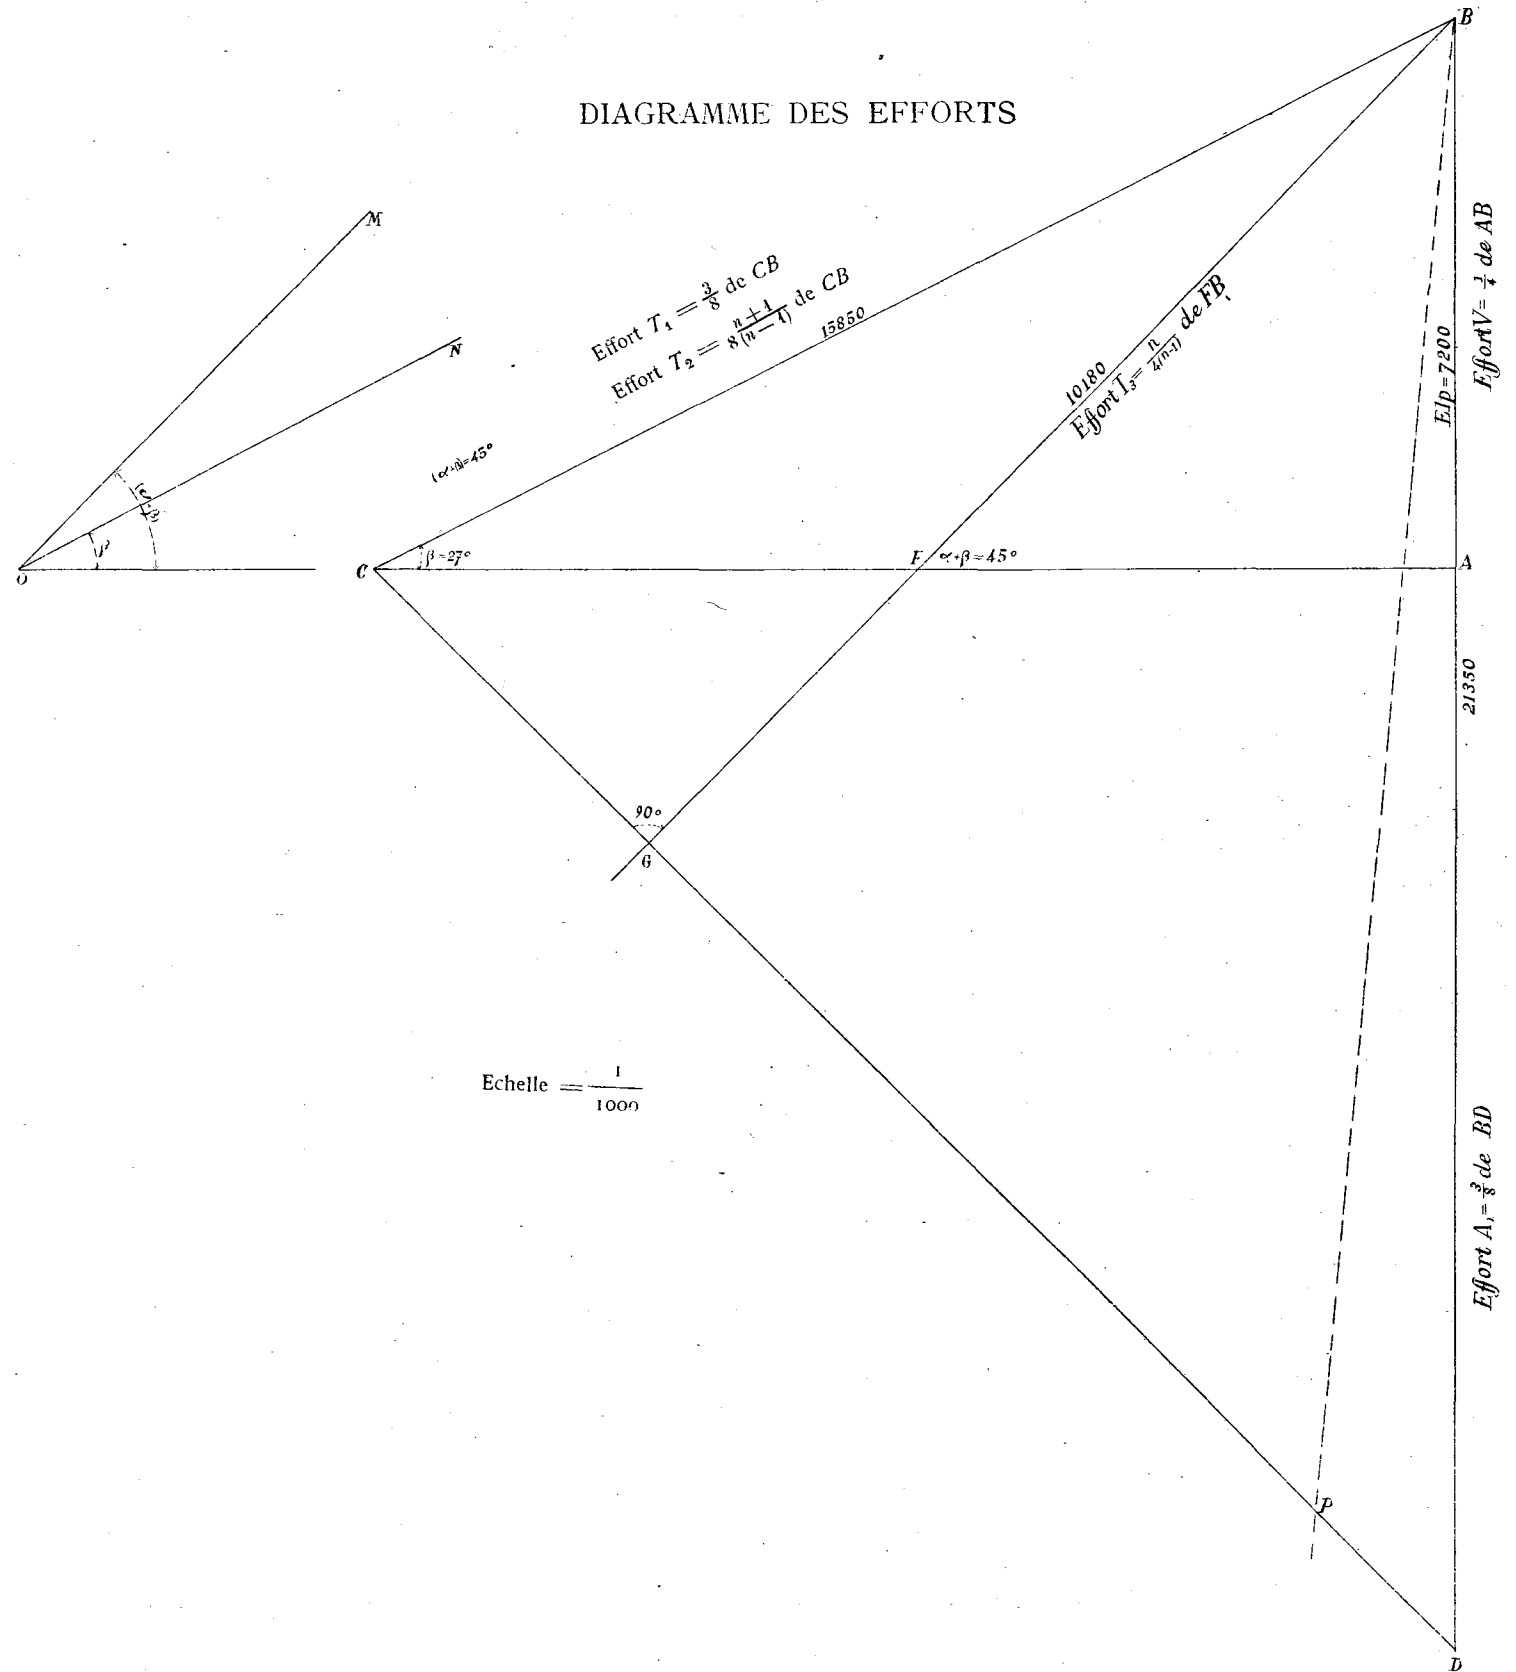 B
DIAGRAMME DES EFFORTS
M
N
O
(α+β)
β
Effort T₁ = 3/8 de CB
Effort T₂ = n+1/8(n−1) de CB
15850
(α+β)=45°
C
β=27°
10180
Effort T₃= n/4(n-1) de FB
F
α+β=45°
A
Elp=7200
Effort V= 1/4 de AB
21350
90°
G
Echelle = 1/1000
Effort A₁= 3/8 de BD
P
D